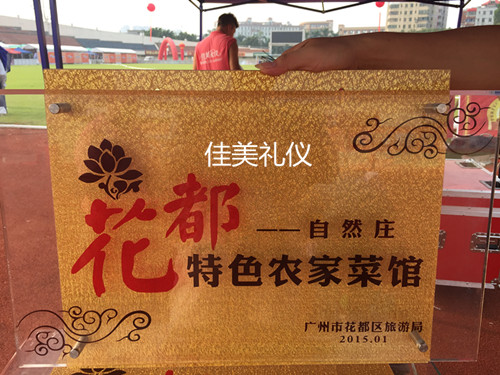 佳美礼仪
花都
——自然庄
特色农家菜馆
广州市花都区旅游局
2015.01